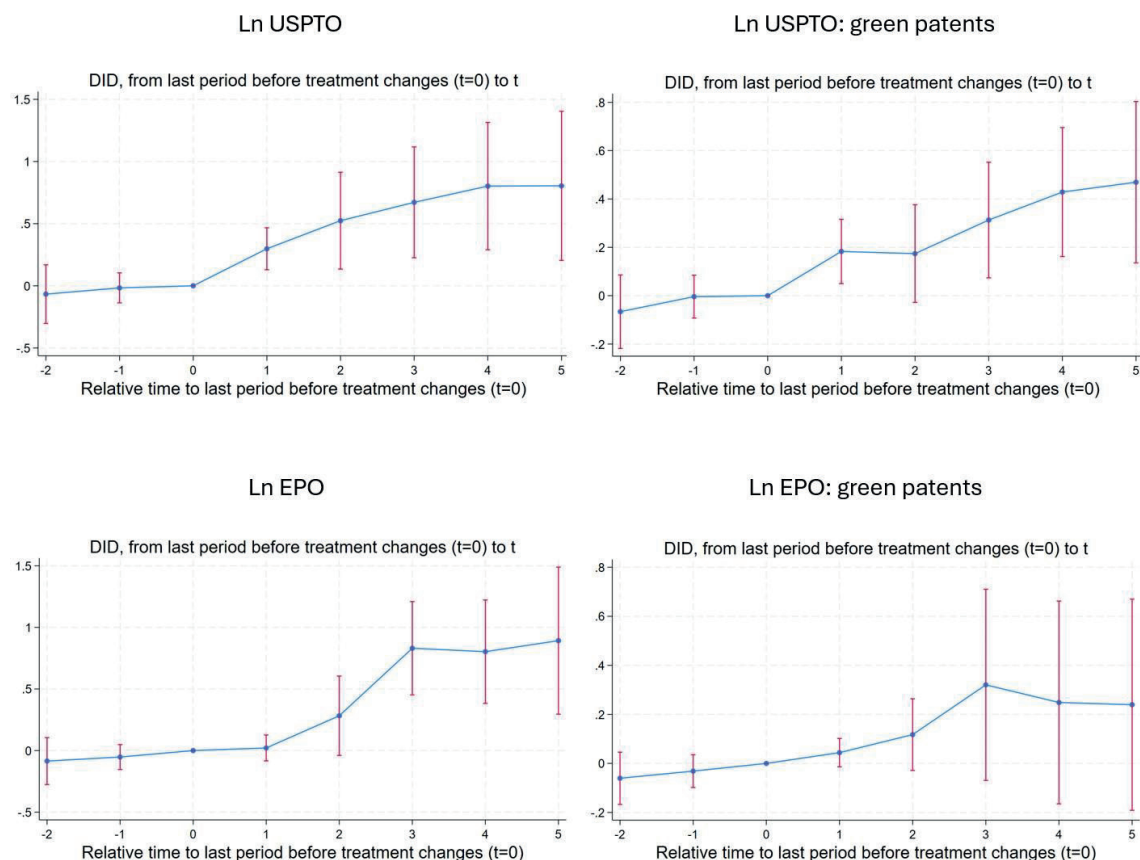 Ln USPTO
DID, from last period before treatment changes (t=0) to t
1.5
1
.5
0
-.5
-2 -1 0 1 2 3 4 5
Relative time to last period before treatment changes (t=0)
Ln USPTO: green patents
DID, from last period before treatment changes (t=0) to t
.8
.6
.4
.2
0
-.2
-2 -1 0 1 2 3 4 5
Relative time to last period before treatment changes (t=0)
Ln EPO
DID, from last period before treatment changes (t=0) to t
1.5
1
.5
0
-.5
-2 -1 0 1 2 3 4 5
Relative time to last period before treatment changes (t=0)
Ln EPO: green patents
DID, from last period before treatment changes (t=0) to t
.8
.6
.4
.2
0
-.2
-2 -1 0 1 2 3 4 5
Relative time to last period before treatment changes (t=0)